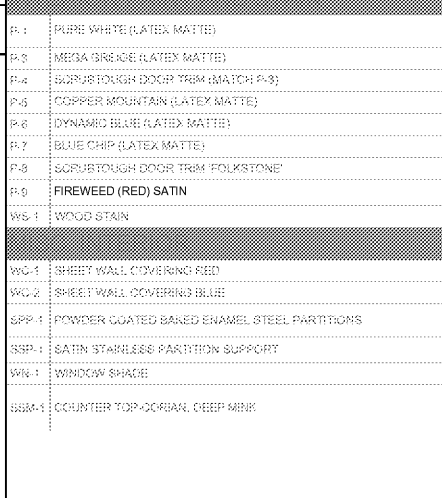 P-1 PURE WHITE (LATEX MATTE)
P-3 MEGA GREIGE (LATEX MATTE)
P-4 SCRUBTOUGH DOOR TRIM (MATCH P-3)
P-5 COPPER MOUNTAIN (LATEX MATTE)
P-6 DYNAMIC BLUE (LATEX MATTE)
P-7 BLUE CHIP (LATEX MATTE)
P-8 SCRUBTOUGH DOOR TRIM 'FOLKSTONE'
P-9 FIREWEED (RED) SATIN
WS-1 WOOD STAIN
WC-1 SHEET WALL COVERING RED
WC-2 SHEET WALL COVERING BLUE
SPP-1 POWDER COATED BAKED ENAMEL STEEL PARTITIONS
SSP-1 SATIN STAINLESS PARTITION SUPPORT
WN-1 WINDOW SHADE
SSM-1 COUNTER TOP-CORIAN, DEEP MINK